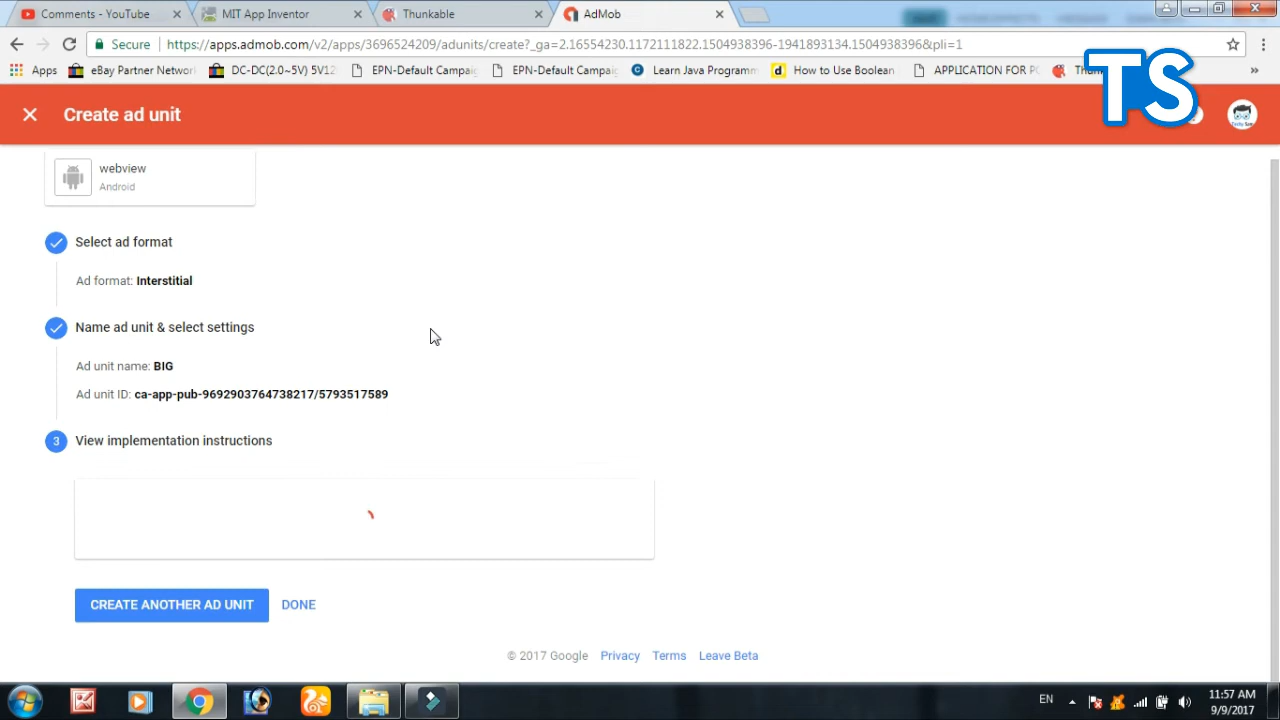 Comments - YouTube
MIT App Inventor
Thunkable
AdMob
Secure
https://apps.admob.com/v2/apps/3696524209/adunits/create?_ga=2.16554230.1172111822.1504938396-1941893134.1504938396&pli=1
Apps
eBay Partner Networ
DC-DC(2.0~5V) 5V12
EPN-Default Campaig
EPN-Default Campaig
Learn Java Programm
How to Use Boolean
APPLICATION FOR PC
»
TS
Create ad unit
webview
Android
Select ad format
Ad format: Interstitial
Name ad unit & select settings
Ad unit name: BIG
Ad unit ID: ca-app-pub-9692903764738217/5793517589
3 View implementation instructions
CREATE ANOTHER AD UNIT
DONE
© 2017 Google Privacy Terms Leave Beta
EN
11:57 AM
9/9/2017